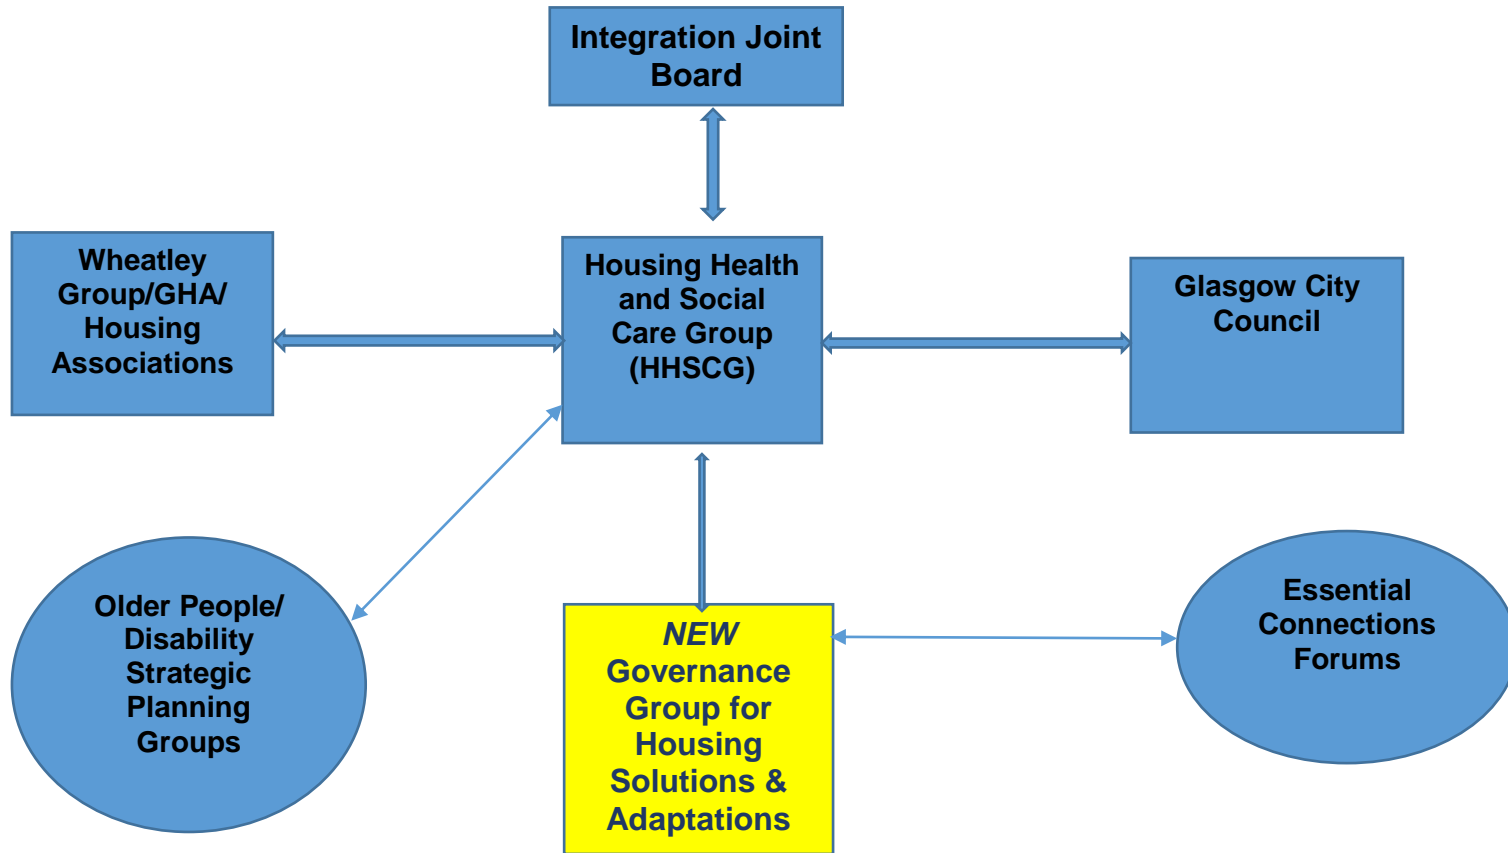 Integration Joint
Board
Wheatley
Group/GHA/
Housing
Associations
Housing Health
and Social
Care Group
(HHSCG)
Glasgow City
Council
Older People/
Disability
Strategic
Planning
Groups
NEW
Governance
Group for
Housing
Solutions &
Adaptations
Essential
Connections
Forums